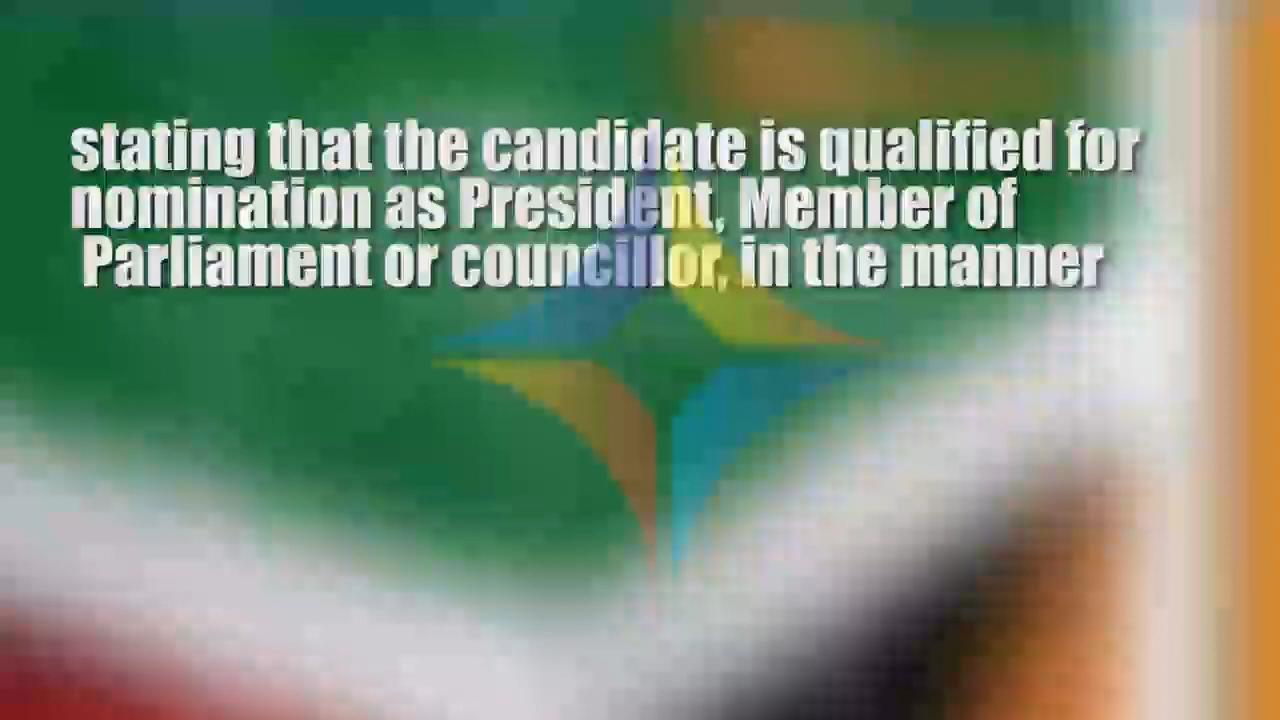 stating that the candidate is qualified for
nomination as President, Member of
Parliament or councillor, in the manner